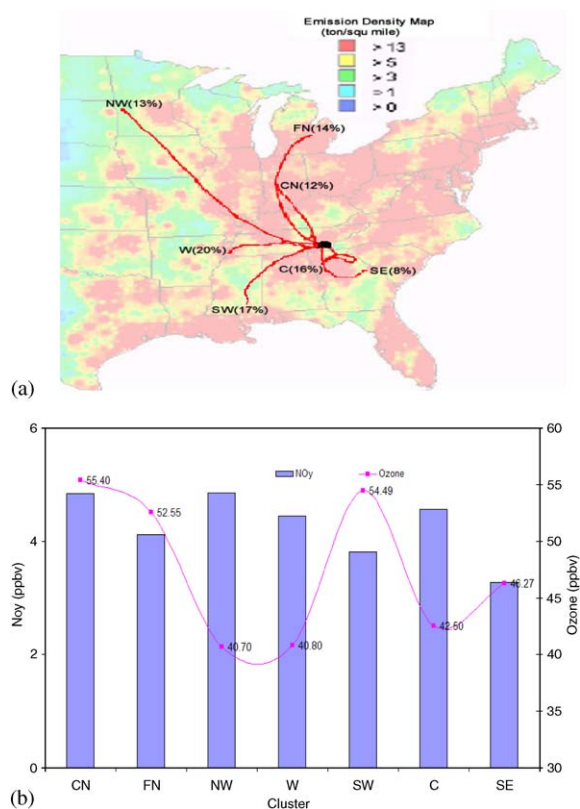 Emission Density Map
(ton/squ mile)
> 13
> 5
> 3
> 0
NW(13%)
FN(14%)
CN(12%)
W(20%)
C(16%)
SE(8%)
SW(17%)
(a)
6
60
NOy
Ozone
55.40
55
54.49
52.55
4
50
Noy (ppbv)
Ozone (ppbv)
46.27
45
42.50
40.70
40.80
2
40
35
0
30
CN
FN
NW
W
SW
C
SE
Cluster
(b)